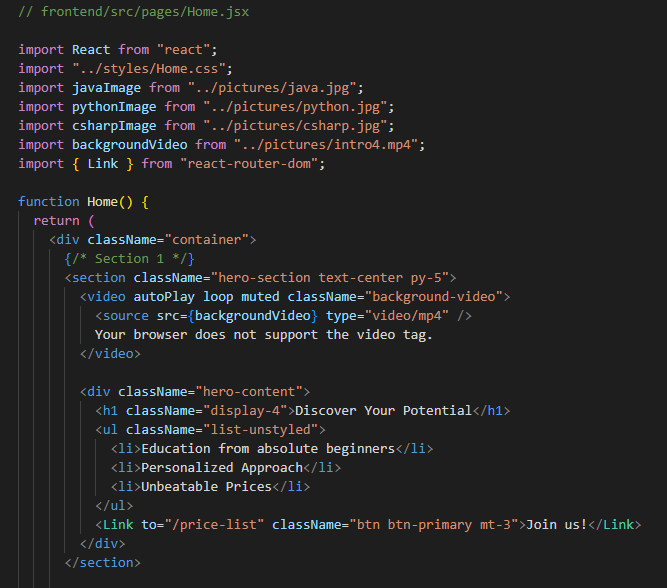 // frontend/src/pages/Home.jsx

import React from "react";
import "../styles/Home.css";
import javaImage from "../pictures/java.jpg";
import pythonImage from "../pictures/python.jpg";
import csharpImage from "../pictures/csharp.jpg";
import backgroundVideo from "../pictures/intro4.mp4";
import { Link } from "react-router-dom";

function Home() {
  return (
    <div className="container">
      {/* Section 1 */}
      <section className="hero-section text-center py-5">
        <video autoPlay loop muted className="background-video">
          <source src={backgroundVideo} type="video/mp4" />
          Your browser does not support the video tag.
        </video>

        <div className="hero-content">
          <h1 className="display-4">Discover Your Potential</h1>
          <ul className="list-unstyled">
            <li>Education from absolute beginners</li>
            <li>Personalized Approach</li>
            <li>Unbeatable Prices</li>
          </ul>
          <Link to="/price-list" className="btn btn-primary mt-3">Join us!</Link>
        </div>
      </section>